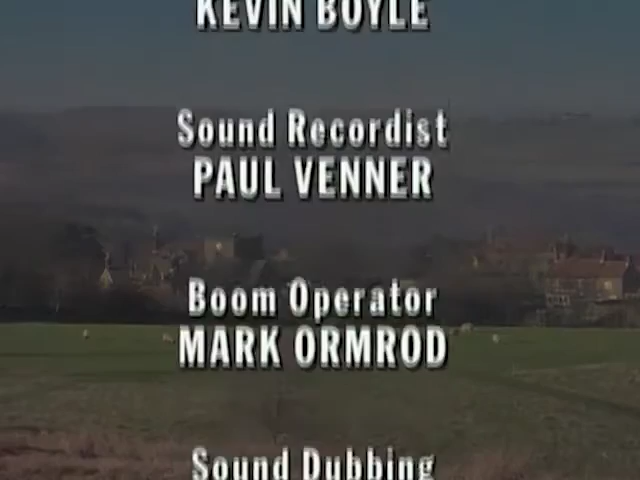 KEVIN BOYLE
Sound Recordist
PAUL VENNER
Boom Operator
MARK ORMROD
Sound Dubbing